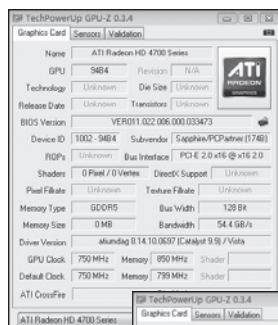 TechPowerUp GPU-Z 0.3.4
Graphics Card Sensors Validation
Name ATI Radeon HD 4700 Series
GPU 94B4 Revision N/A
ATI RADEON GRAPHICS
Technology Unknown Die Size Unknown
Release Date Unknown Transistors Unknown
BIOS Version VER011.022.006.000.033473
Device ID 1002 - 94B4 Subvendor Sapphire/PCPartner (174B)
ROPs Unknown Bus Interface PCI-E 2.0 x16 @ x16 2.0
Shaders 0 Pixel / 0 Vertex DirectX Support Unknown
Pixel Fillrate Unknown Texture Fillrate Unknown
Memory Type GDDR5 Bus Width 128 Bit
Memory Size 0 MB Bandwidth 54.4 GB/s
Driver Version atiumdag 8.14.10.0697 (Catalyst 9.9) / Vista
GPU Clock 750 MHz Memory 850 MHz Shader
Default Clock 750 MHz Memory 799 MHz Shader
ATI CrossFire
TechPowerUp GPU-Z 0.3.4
ATI Radeon HD 4700 Series
Graphics Card Sensors Validation